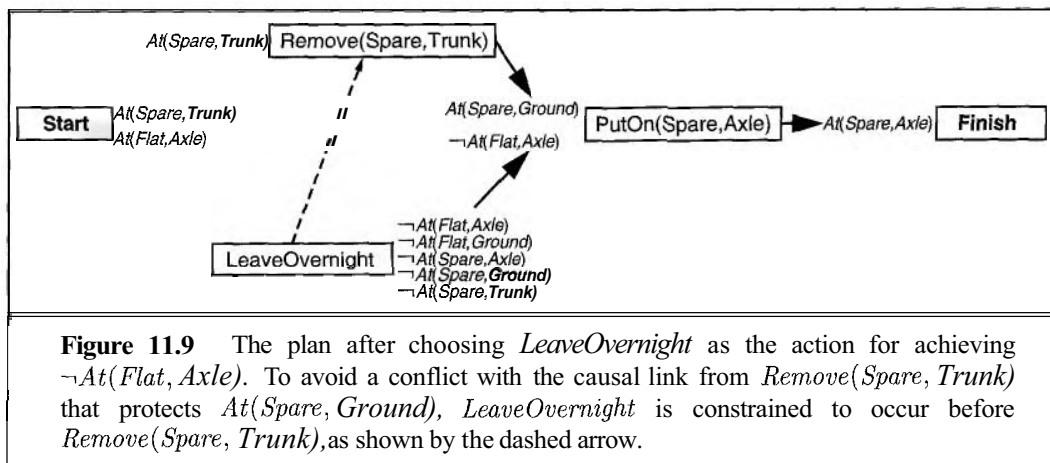 At(Spare,Trunk) Remove(Spare,Trunk)
Start
At(Spare,Trunk)
At(Flat,Axle)
At(Spare,Ground)
¬At(Flat,Axle)
PutOn(Spare,Axle)
At(Spare,Axle)
Finish
LeaveOvernight
¬At(Flat,Axle)
¬At(Flat,Ground)
¬At(Spare,Axle)
¬At(Spare,Ground)
¬At(Spare,Trunk)
Figure 11.9 The plan after choosing LeaveOvernight as the action for achieving
¬At(Flat, Axle). To avoid a conflict with the causal link from Remove(Spare, Trunk)
that protects At(Spare, Ground), LeaveOvernight is constrained to occur before
Remove(Spare, Trunk), as shown by the dashed arrow.